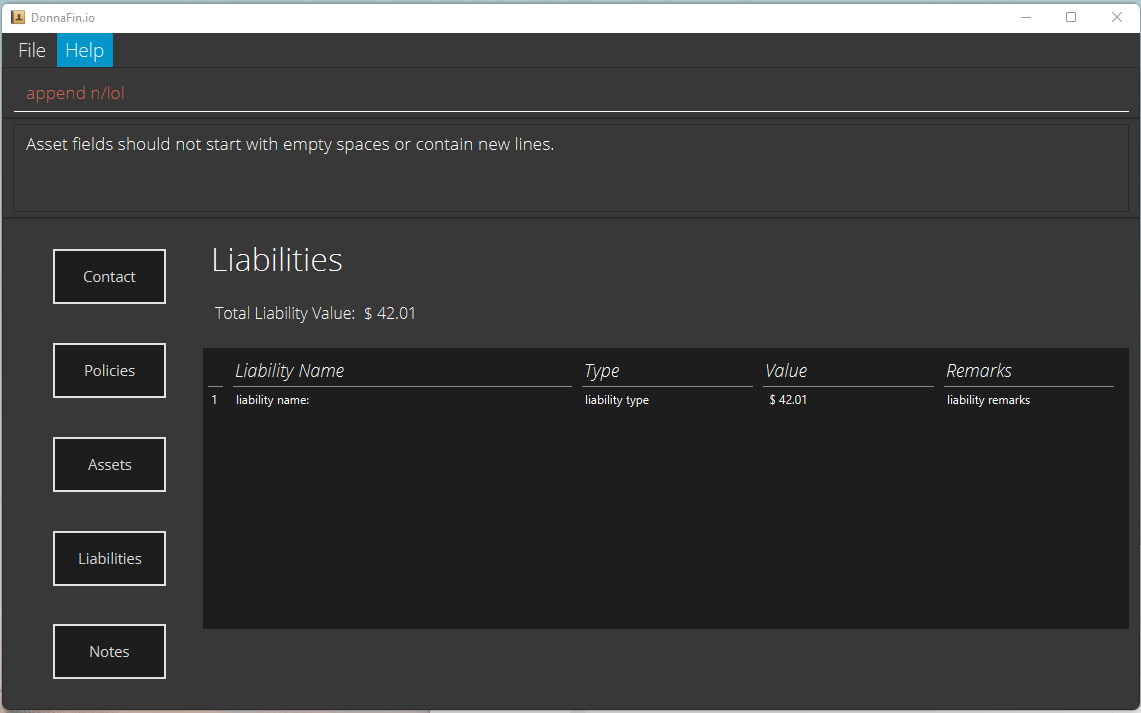 DonnaFin.io
File Help
append n/lol
Asset fields should not start with empty spaces or contain new lines.
Contact
Policies
Assets
Liabilities
Notes
Liabilities
Total Liability Value: $ 42.01
Liability Name Type Value Remarks
1 liability name: liability type $ 42.01 liability remarks